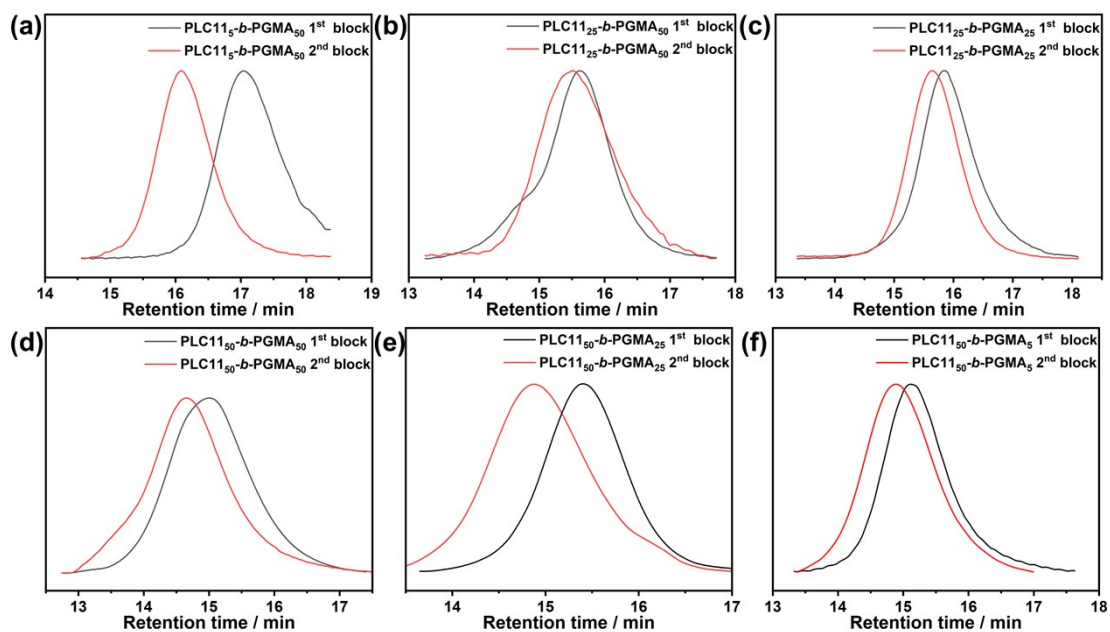 (a)
PLC11₅-b-PGMA₅₀ 1ˢᵗ block
PLC11₅-b-PGMA₅₀ 2ⁿᵈ block
14 15 16 17 18 19
Retention time / min
(b)
PLC11₂₅-b-PGMA₅₀ 1ˢᵗ block
PLC11₂₅-b-PGMA₅₀ 2ⁿᵈ block
13 14 15 16 17 18
Retention time / min
(c)
PLC11₂₅-b-PGMA₂₅ 1ˢᵗ block
PLC11₂₅-b-PGMA₂₅ 2ⁿᵈ block
13 14 15 16 17 18
Retention time / min
(d)
PLC11₅₀-b-PGMA₅₀ 1ˢᵗ block
PLC11₅₀-b-PGMA₅₀ 2ⁿᵈ block
13 14 15 16 17
Retention time / min
(e)
PLC11₅₀-b-PGMA₂₅ 1ˢᵗ block
PLC11₅₀-b-PGMA₂₅ 2ⁿᵈ block
14 15 16 17
Retention time / min
(f)
PLC11₅₀-b-PGMA₅ 1ˢᵗ block
PLC11₅₀-b-PGMA₅ 2ⁿᵈ block
13 14 15 16 17 18
Retention time / min